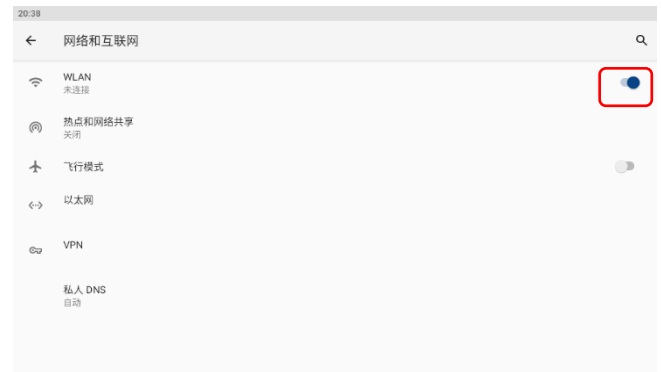 20:38
网络和互联网
WLAN
未连接
热点和网络共享
关闭
飞行模式
以太网
VPN
私人 DNS
自动